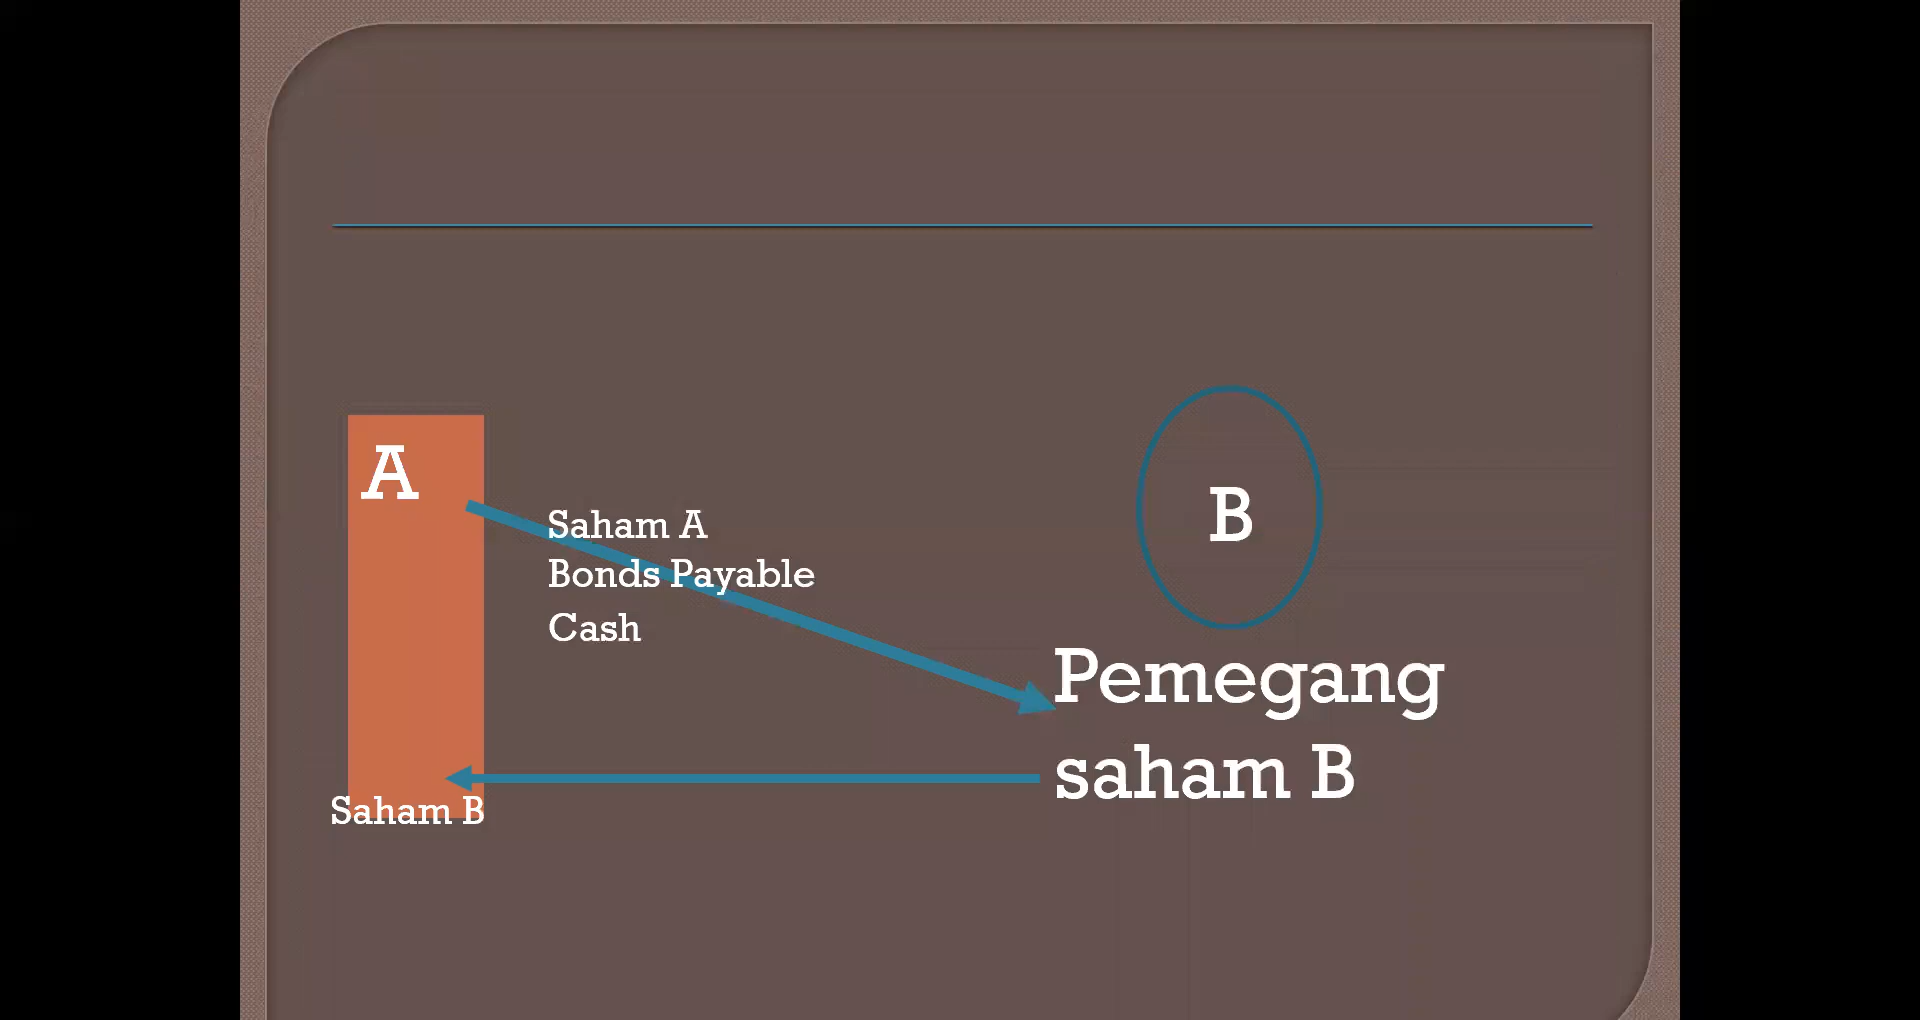 A
Saham A
Bonds Payable
Cash
B
Pemegang
saham B
Saham B